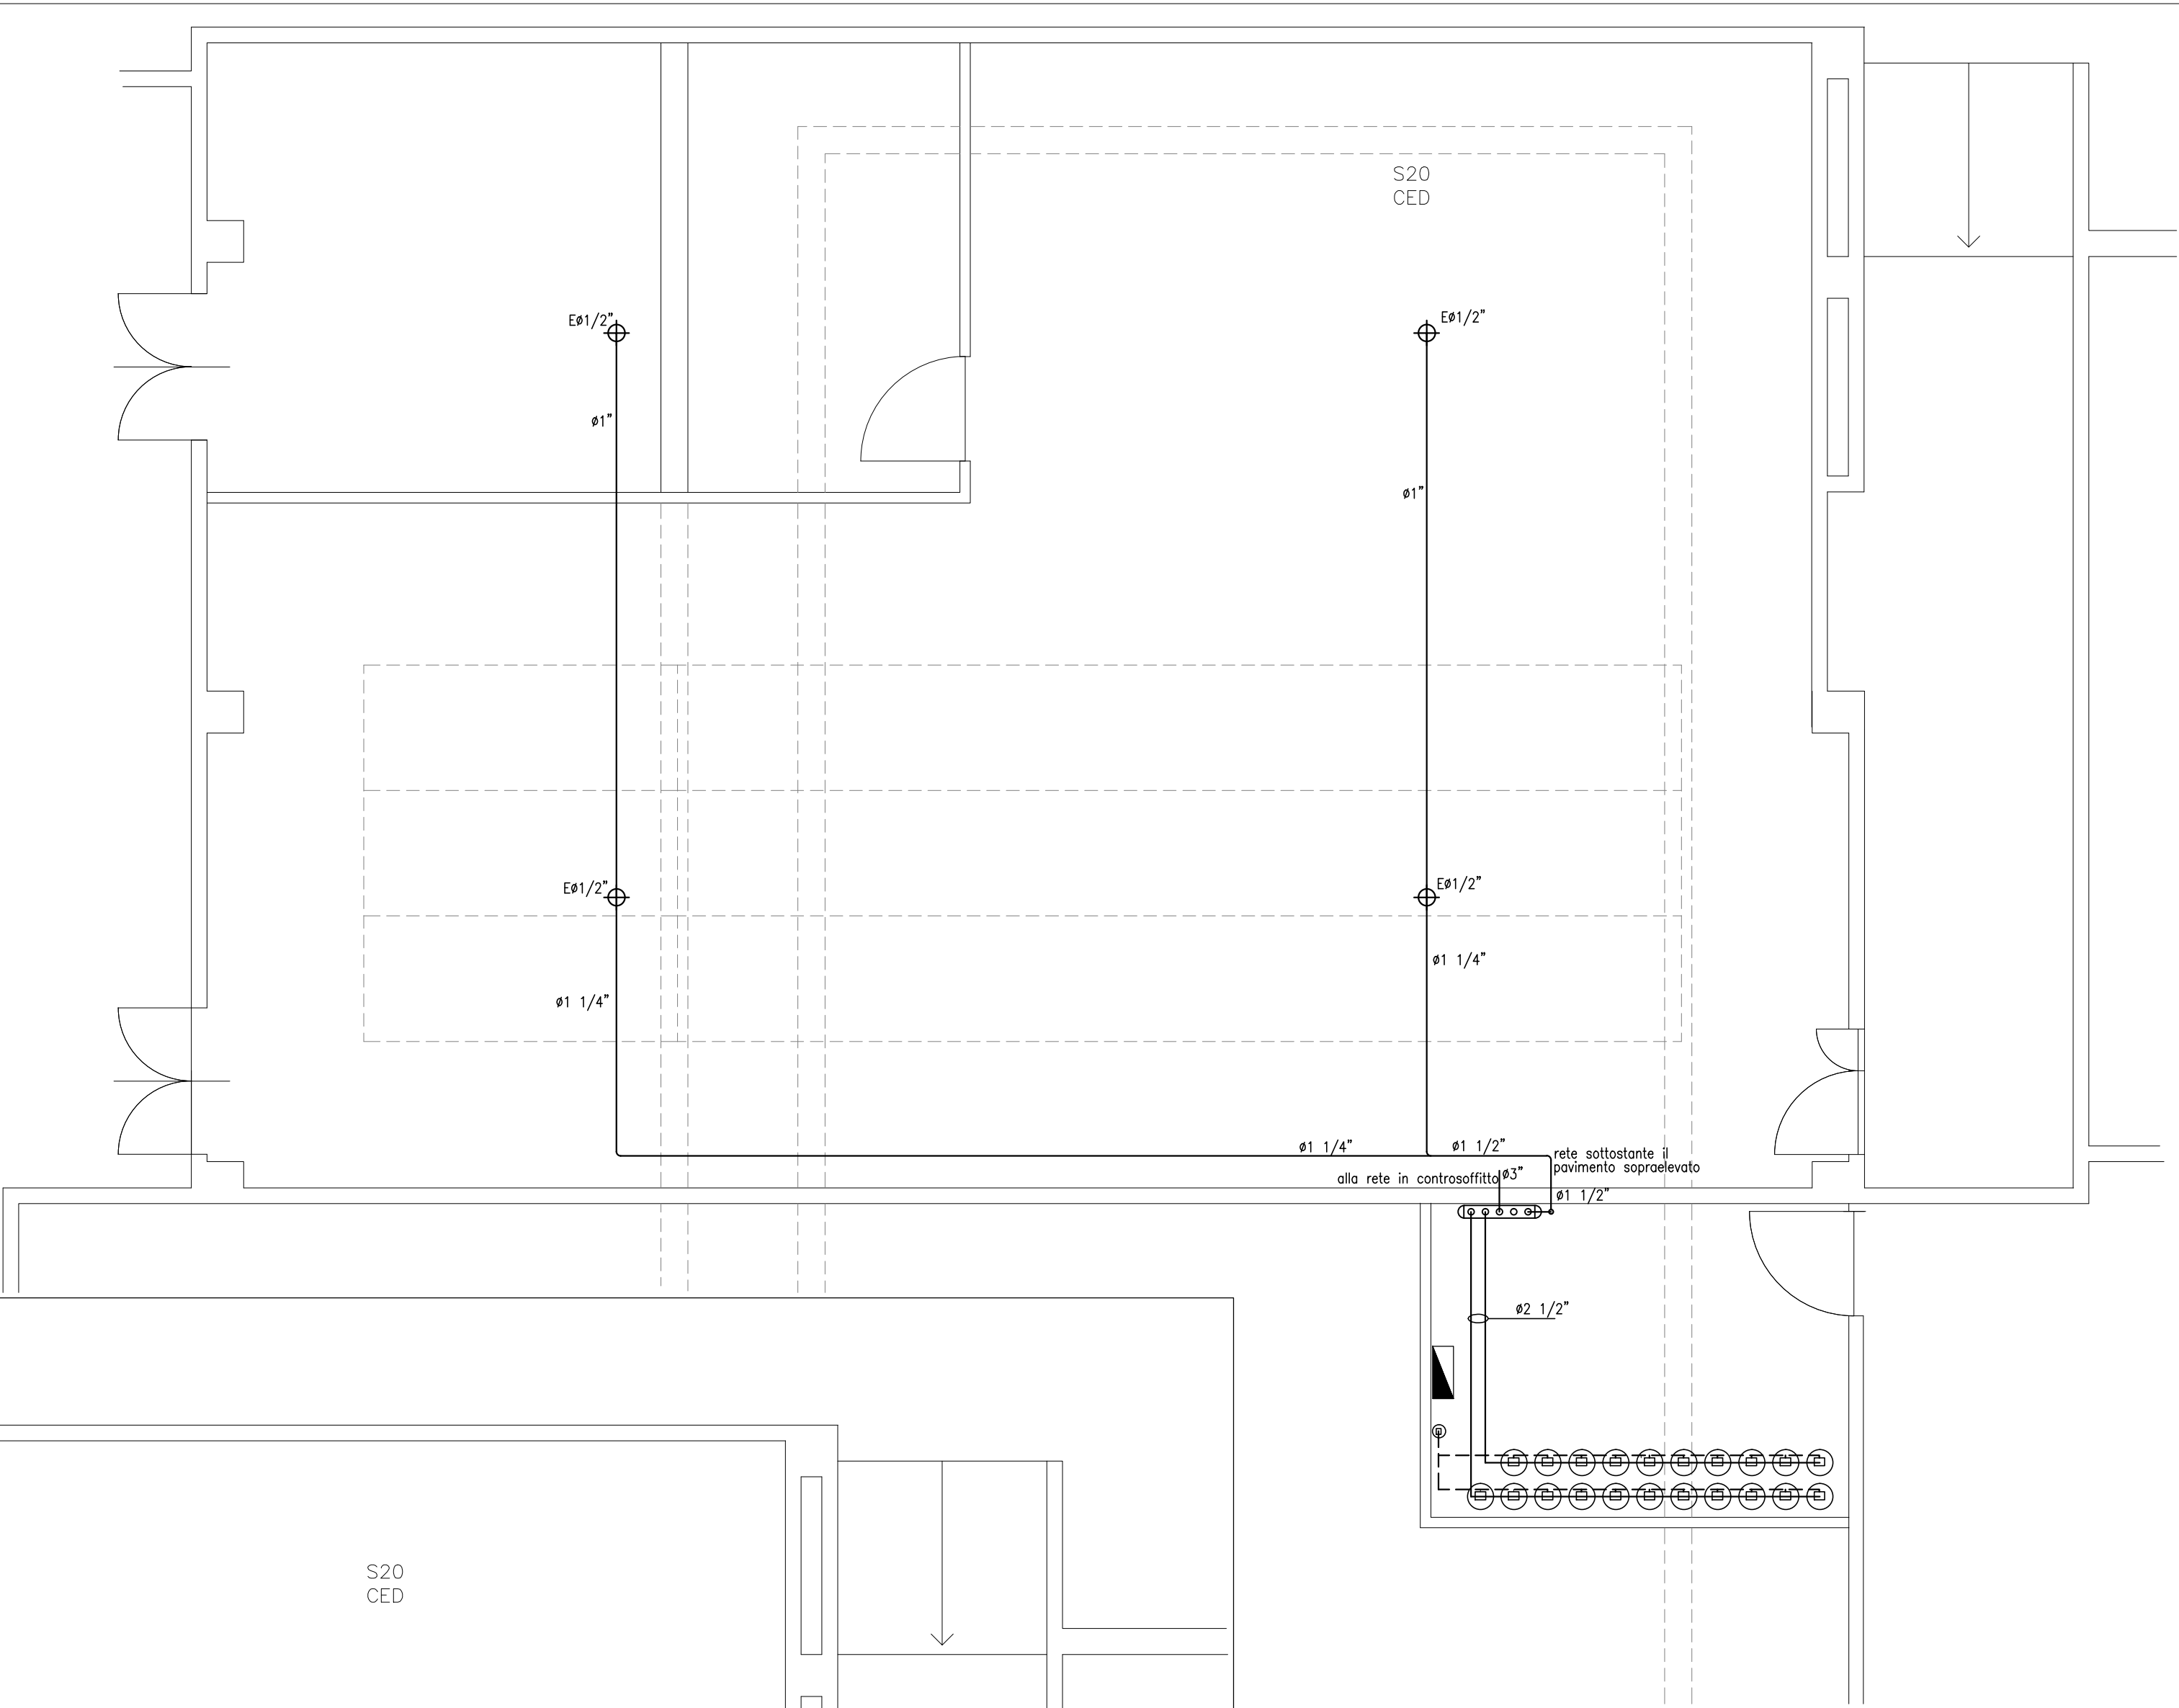 S20
CED
Eø1/2"
Eø1/2"
ø1"
ø1"
Eø1/2"
Eø1/2"
ø1 1/4"
ø1 1/4"
ø1 1/4"
ø1 1/2"
rete sottostante il
pavimento sopraelevato
alla rete in controsoffitto
ø3"
ø1 1/2"
ø2 1/2"
S20
CED